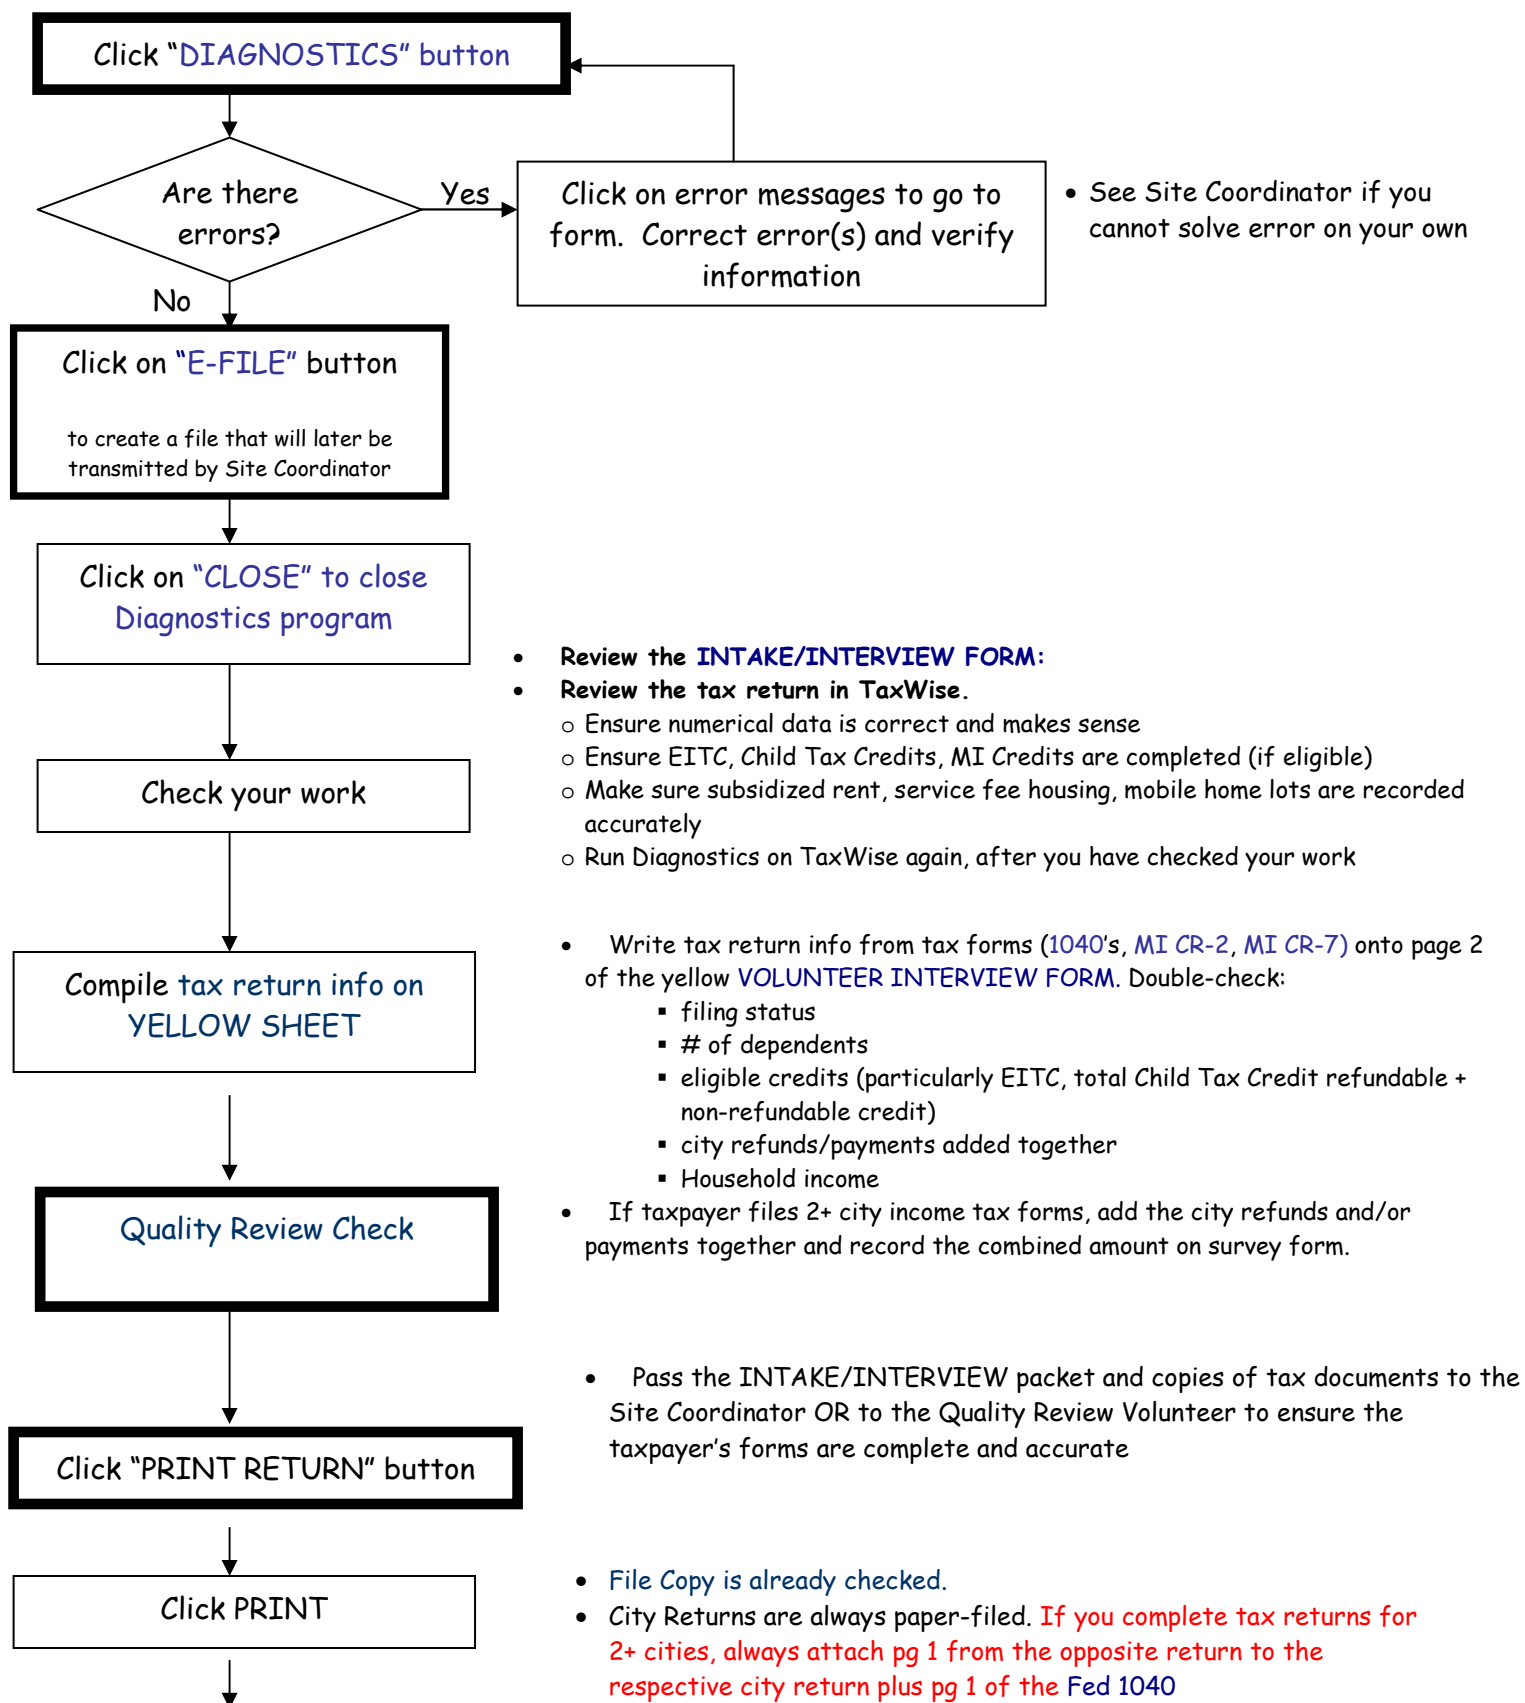 Click “DIAGNOSTICS” button
Are there
errors?
Yes
Click on error messages to go to
form. Correct error(s) and verify
information
• See Site Coordinator if you
cannot solve error on your own
No
Click on “E-FILE” button
to create a file that will later be
transmitted by Site Coordinator
Click on “CLOSE” to close
Diagnostics program
• Review the INTAKE/INTERVIEW FORM:
• Review the tax return in TaxWise.
o Ensure numerical data is correct and makes sense
o Ensure EITC, Child Tax Credits, MI Credits are completed (if eligible)
o Make sure subsidized rent, service fee housing, mobile home lots are recorded
accurately
o Run Diagnostics on TaxWise again, after you have checked your work
Check your work
• Write tax return info from tax forms (1040’s, MI CR-2, MI CR-7) onto page 2
of the yellow VOLUNTEER INTERVIEW FORM. Double-check:
▪ filing status
▪ # of dependents
▪ eligible credits (particularly EITC, total Child Tax Credit refundable +
non-refundable credit)
▪ city refunds/payments added together
▪ Household income
• If taxpayer files 2+ city income tax forms, add the city refunds and/or
payments together and record the combined amount on survey form.
Compile tax return info on
YELLOW SHEET
Quality Review Check
• Pass the INTAKE/INTERVIEW packet and copies of tax documents to the
Site Coordinator OR to the Quality Review Volunteer to ensure the
taxpayer’s forms are complete and accurate
Click “PRINT RETURN” button
Click PRINT
• File Copy is already checked.
• City Returns are always paper-filed. If you complete tax returns for
2+ cities, always attach pg 1 from the opposite return to the
respective city return plus pg 1 of the Fed 1040